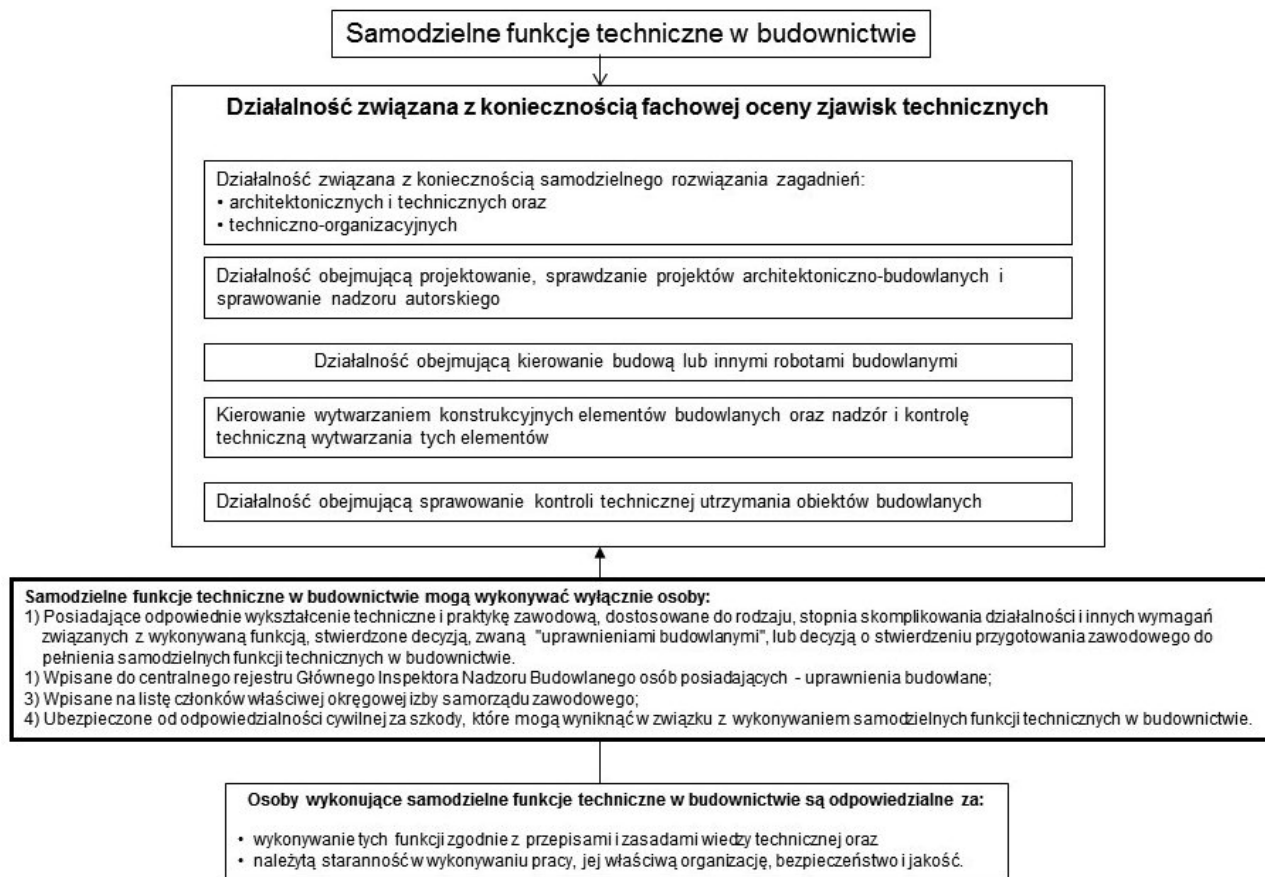 Samodzielne funkcje techniczne w budownictwie
Działalność związana z koniecznością fachowej oceny zjawisk technicznych
Działalność związana z koniecznością samodzielnego rozwiązania zagadnień:
• architektonicznych i technicznych oraz
• techniczno-organizacyjnych
Działalność obejmującą projektowanie, sprawdzanie projektów architektoniczno-budowlanych i
sprawowanie nadzoru autorskiego
Działalność obejmującą kierowanie budową lub innymi robotami budowlanymi
Kierowanie wytwarzaniem konstrukcyjnych elementów budowlanych oraz nadzór i kontrolę
techniczną wytwarzania tych elementów
Działalność obejmującą sprawowanie kontroli technicznej utrzymania obiektów budowlanych
Samodzielne funkcje techniczne w budownictwie mogą wykonywać wyłącznie osoby:
1) Posiadające odpowiednie wykształcenie techniczne i praktykę zawodową, dostosowane do rodzaju, stopnia skomplikowania działalności i innych wymagań
związanych z wykonywaną funkcją, stwierdzone decyzją, zwaną "uprawnieniami budowlanymi", lub decyzją o stwierdzeniu przygotowania zawodowego do
pełnienia samodzielnych funkcji technicznych w budownictwie.
1) Wpisane do centralnego rejestru Głównego Inspektora Nadzoru Budowlanego osób posiadających - uprawnienia budowlane;
3) Wpisane na listę członków właściwej okręgowej izby samorządu zawodowego;
4) Ubezpieczone od odpowiedzialności cywilnej za szkody, które mogą wyniknąć w związku z wykonywaniem samodzielnych funkcji technicznych w budownictwie.
Osoby wykonujące samodzielne funkcje techniczne w budownictwie są odpowiedzialne za:
• wykonywanie tych funkcji zgodnie z przepisami i zasadami wiedzy technicznej oraz
• należytą staranność w wykonywaniu pracy, jej właściwą organizację, bezpieczeństwo i jakość.